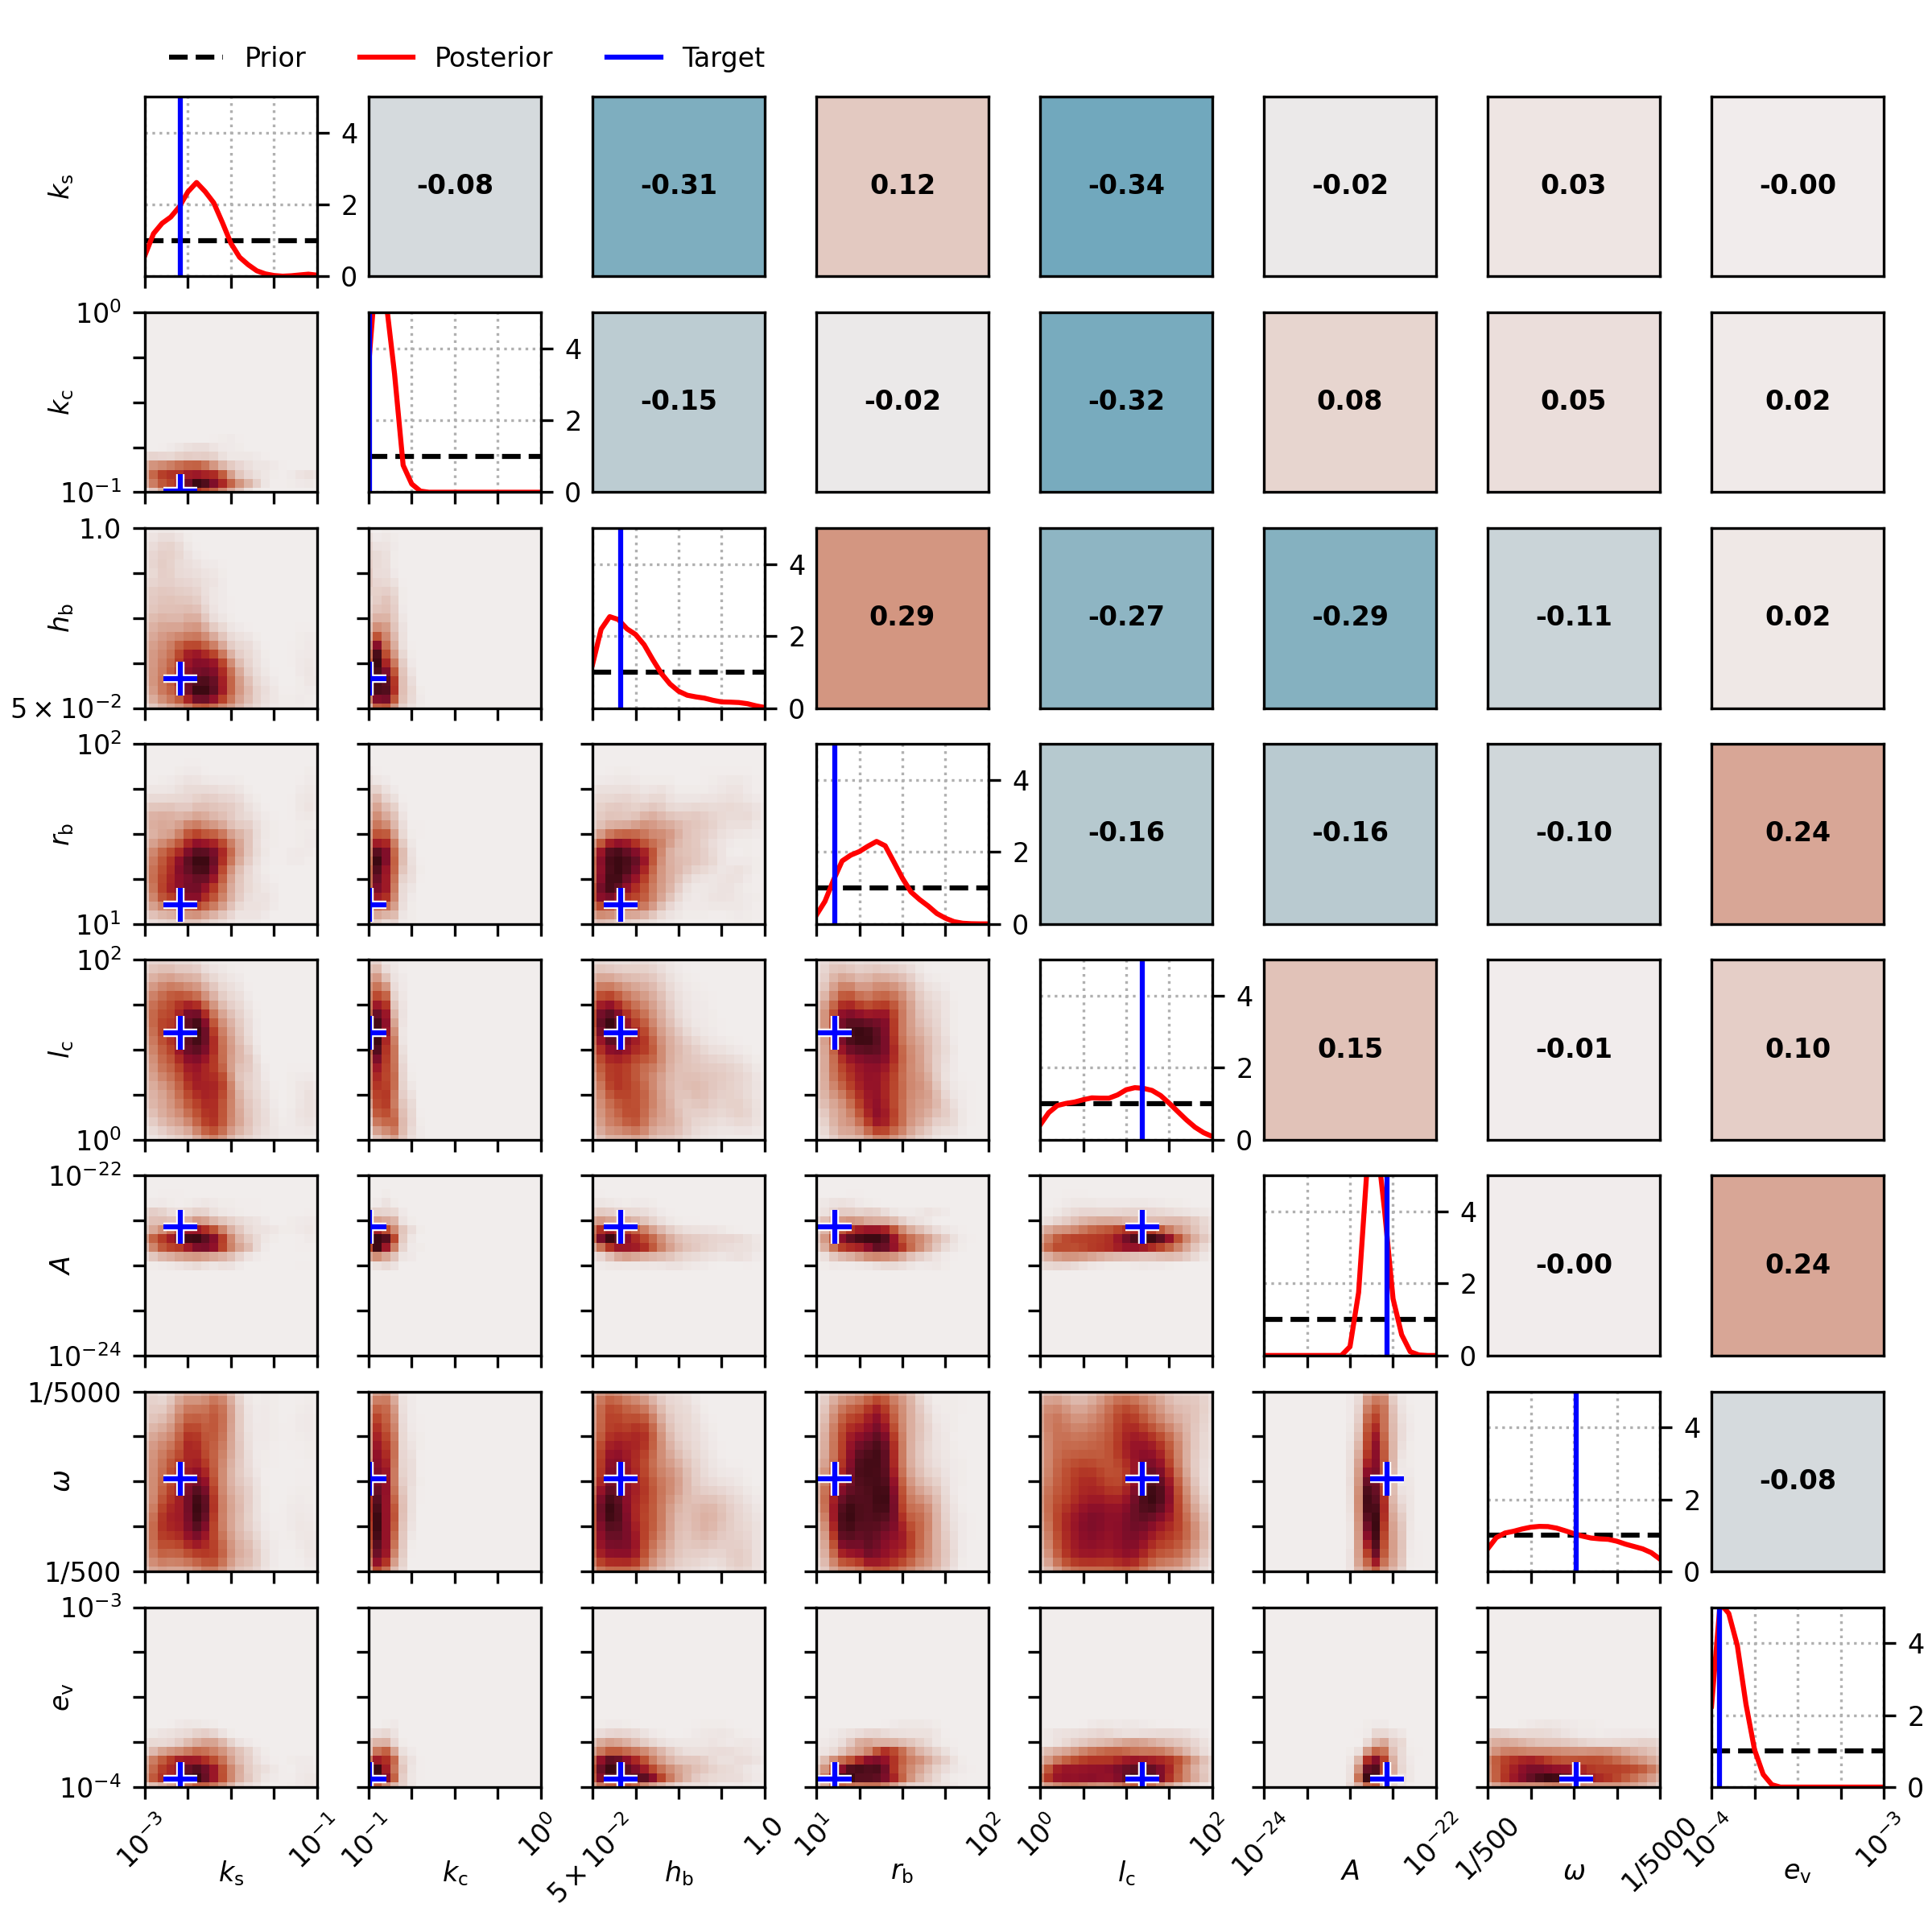 Prior Posterior Target
k_s 4 2 0 -0.08 -0.31 0.12 -0.34 -0.02 0.03 -0.00
10^0 k_c 10^-1 4 2 0 -0.15 -0.02 -0.32 0.08 0.05 0.02
1.0 h_b 5 × 10^-2 4 2 0 0.29 -0.27 -0.29 -0.11 0.02
10^2 r_b 10^1 4 2 0 -0.16 -0.16 -0.10 0.24
10^2 l_c 10^0 4 2 0 0.15 -0.01 0.10
10^-22 A 10^-24 4 2 0 -0.00 0.24
1/5000 ω 1/500 4 2 0 -0.08
10^-3 e_v 10^-4 4 2 0
10^-3 10^-1 10^-1 10^0 5 × 10^-2 1.0 10^1 10^2 10^0 10^2 10^-24 10^-22 1/500 1/5000 10^-4 10^-3
k_s k_c h_b r_b l_c A ω e_v